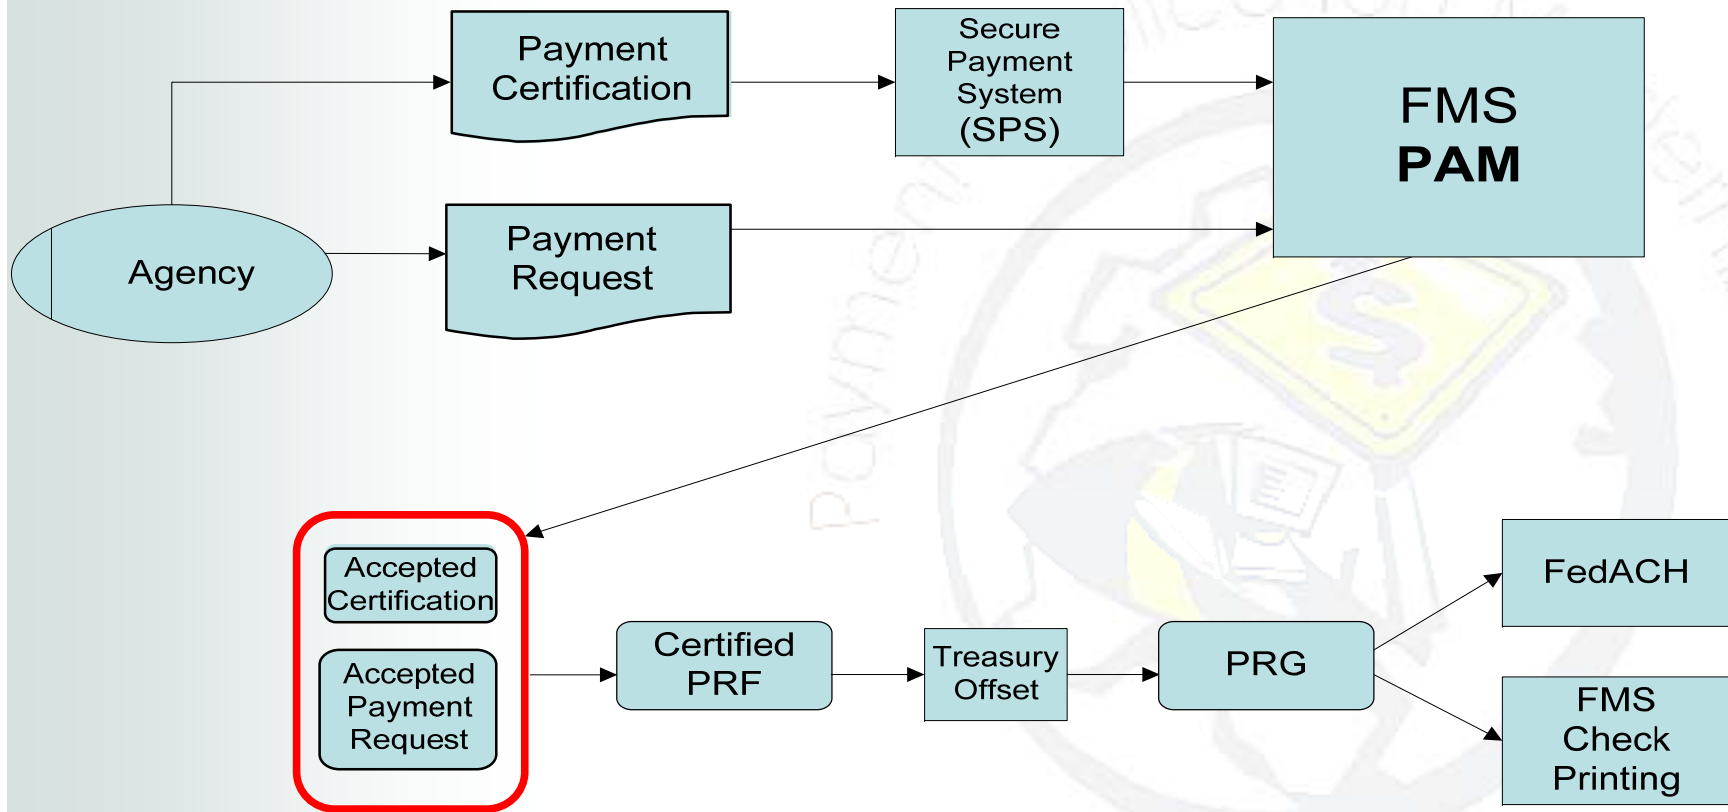 Payment
Certification
Secure
Payment
System
(SPS)
FMS
PAM
Agency
Payment
Request
Accepted
Certification
Accepted
Payment
Request
Certified
PRF
Treasury
Offset
PRG
FedACH
FMS
Check
Printing
Payment